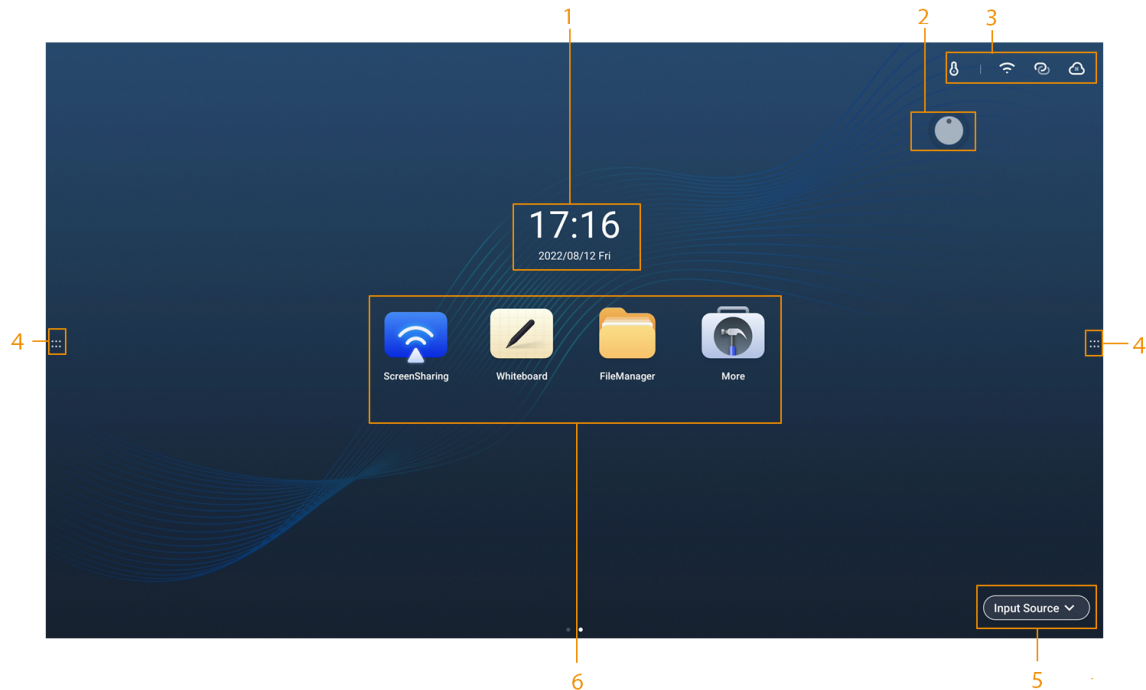 1
2
3
17:16
2022/08/12 Fri
4
4
ScreenSharing
Whiteboard
FileManager
More
Input Source
6
5